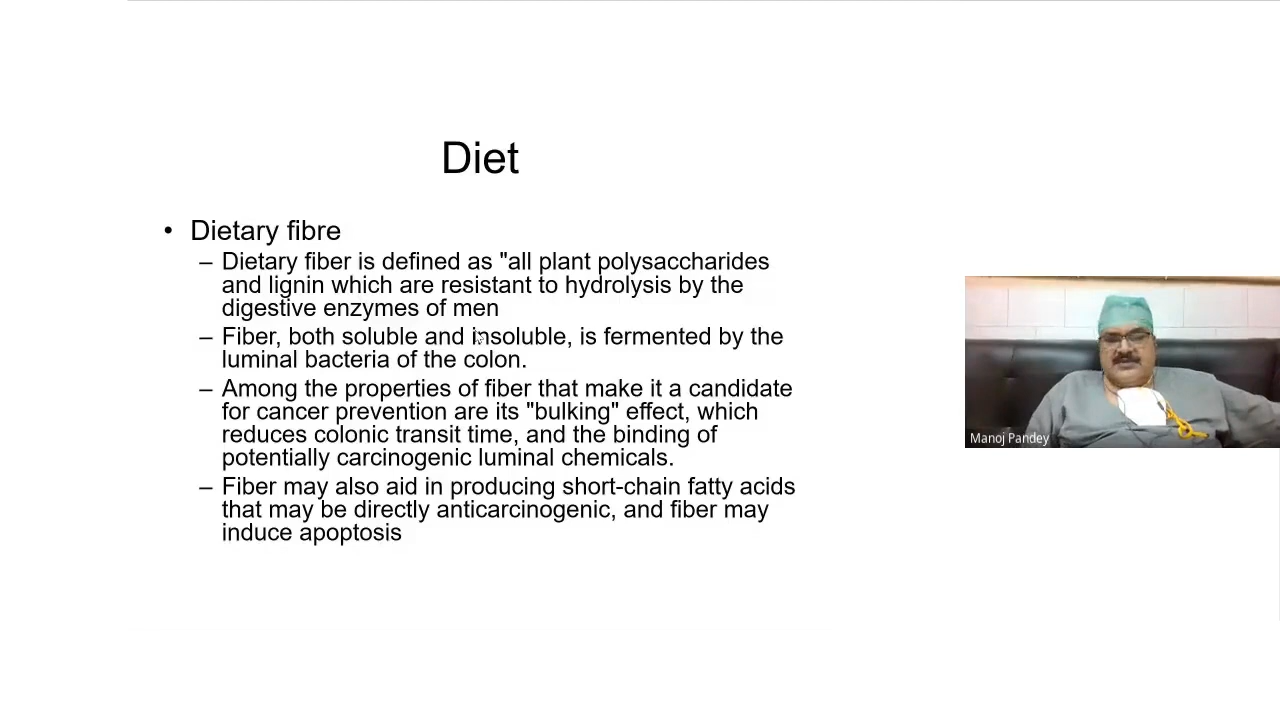 Diet
• Dietary fibre
– Dietary fiber is defined as "all plant polysaccharides
and lignin which are resistant to hydrolysis by the
digestive enzymes of men
– Fiber, both soluble and insoluble, is fermented by the
luminal bacteria of the colon.
– Among the properties of fiber that make it a candidate
for cancer prevention are its "bulking" effect, which
reduces colonic transit time, and the binding of
potentially carcinogenic luminal chemicals.
– Fiber may also aid in producing short-chain fatty acids
that may be directly anticarcinogenic, and fiber may
induce apoptosis
Manoj Pandey